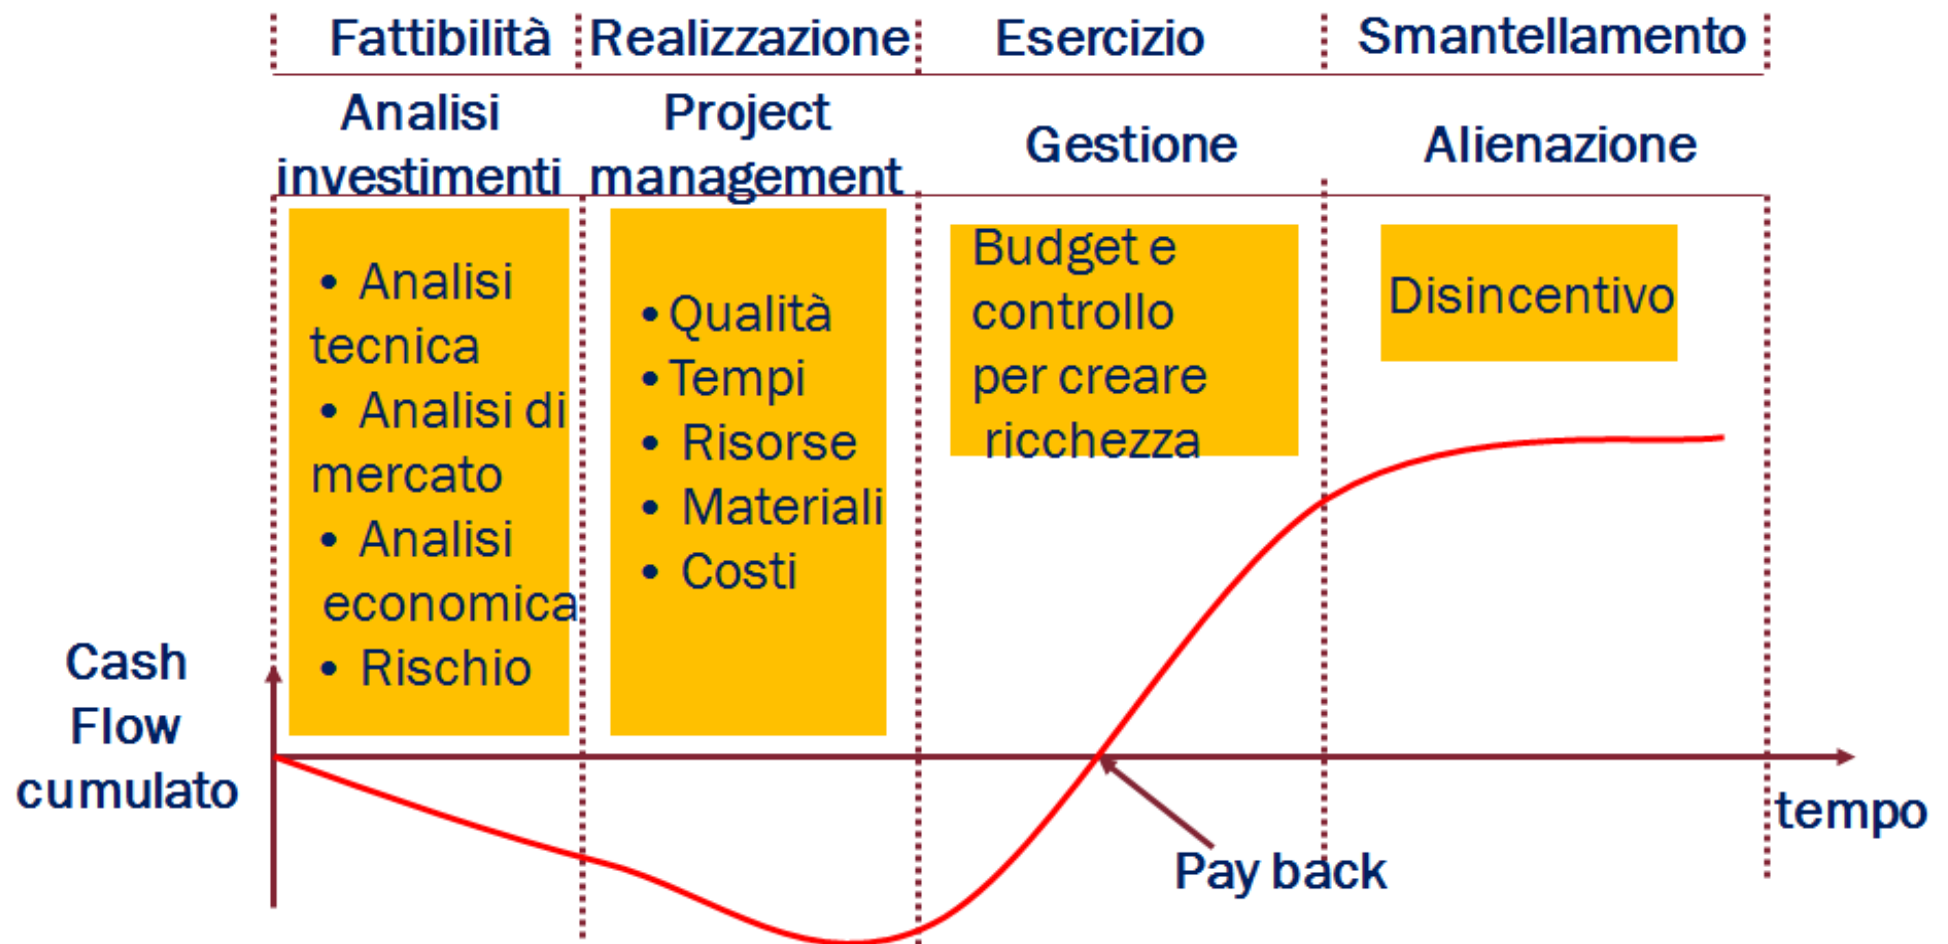 Fattibilità
Realizzazione
Esercizio
Smantellamento
Analisi
investimenti
Project
management
Gestione
Alienazione
• Analisi
tecnica
• Analisi di
mercato
• Analisi
economica
• Rischio
• Qualità
• Tempi
• Risorse
• Materiali
• Costi
Budget e
controllo
per creare
ricchezza
Disincentivo
Cash
Flow
cumulato
tempo
Pay back